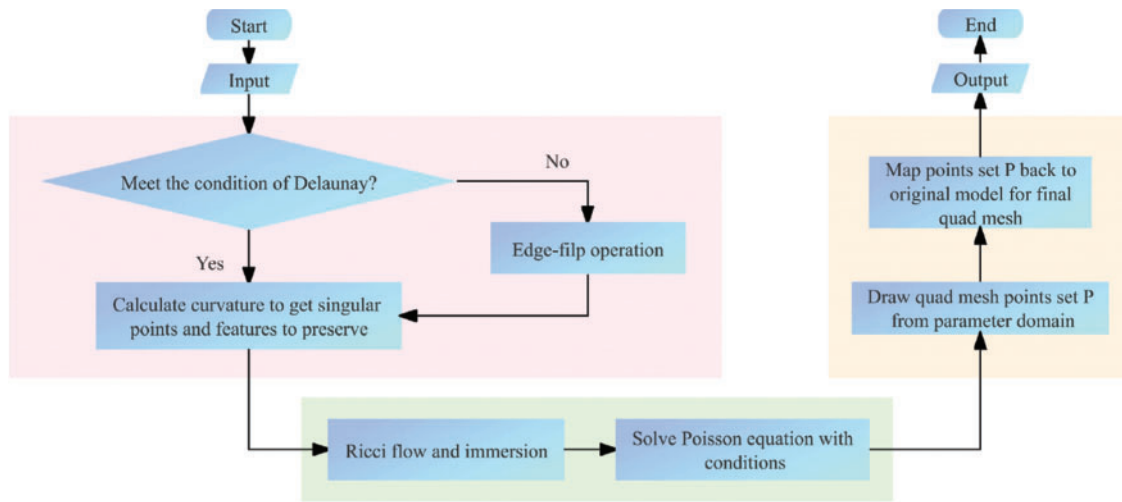 Start
Input
Meet the condition of Delaunay?
No
Edge-filp operation
Yes
Calculate curvature to get singular
points and features to preserve
Ricci flow and immersion
Solve Poisson equation with
conditions
Draw quad mesh points set P
from parameter domain
Map points set P back to
original model for final
quad mesh
Output
End